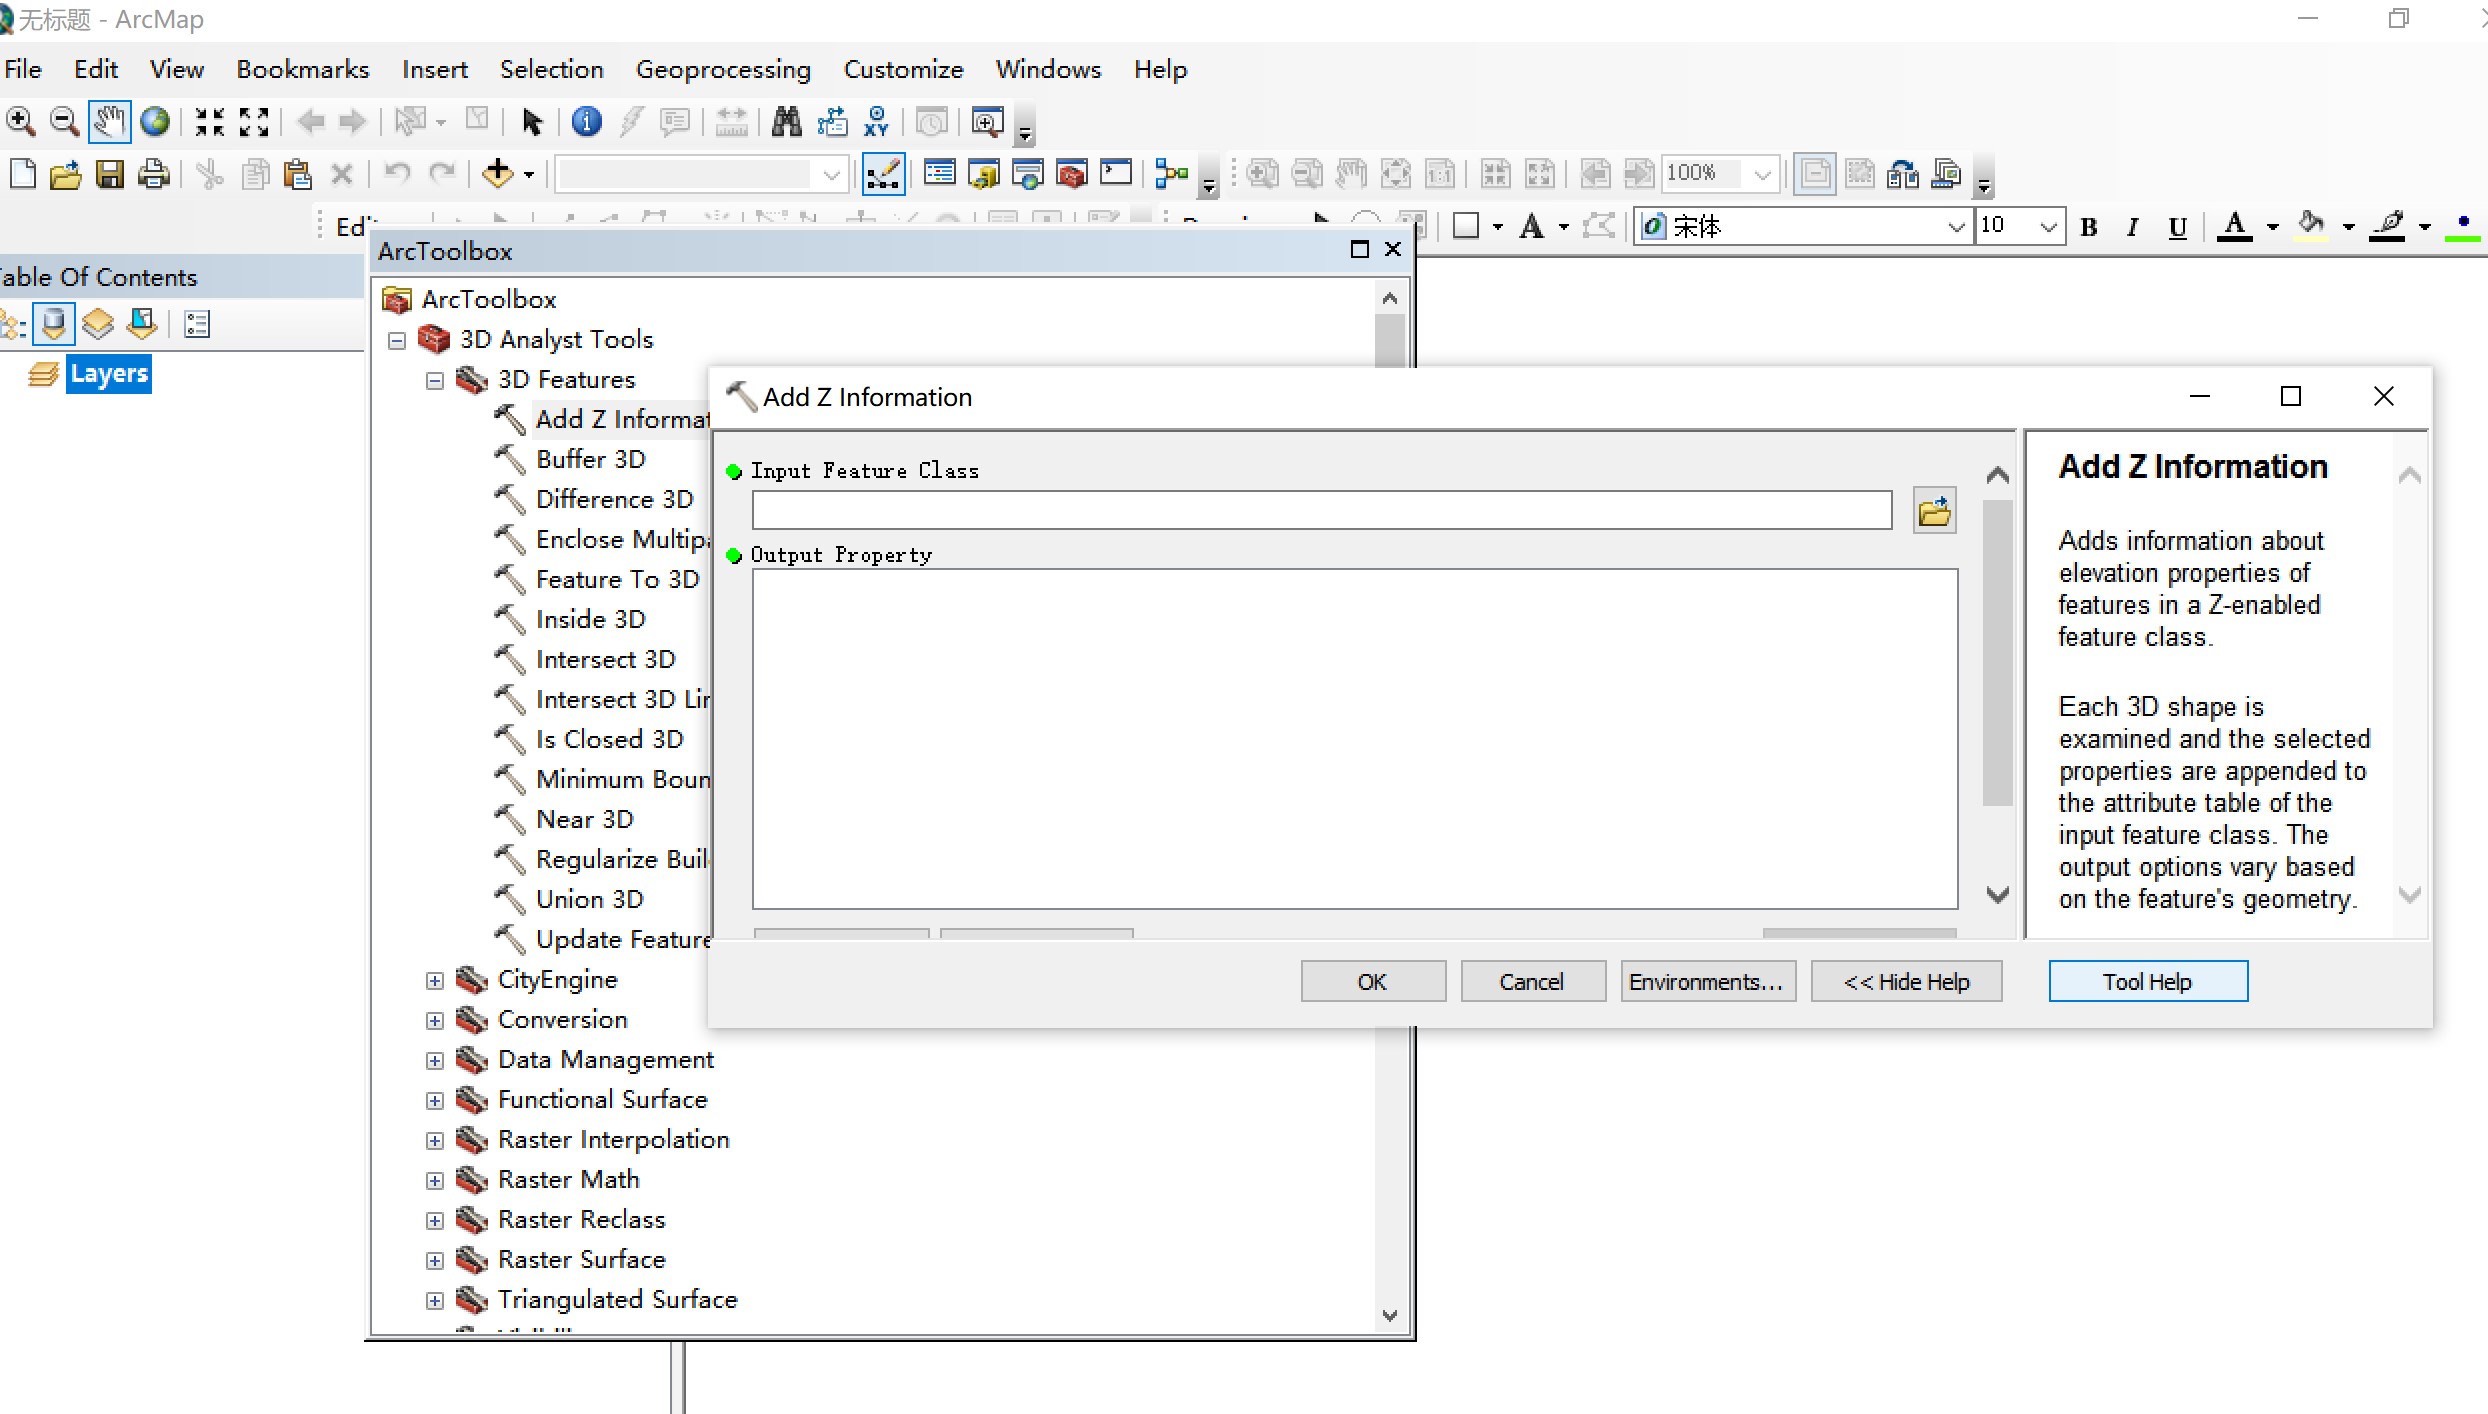 无标题 - ArcMap
File Edit View Bookmarks Insert Selection Geoprocessing Customize Windows Help
XY
100%
宋体 10 B I U A
ArcToolbox
able Of Contents
Layers
ArcToolbox
3D Analyst Tools
3D Features
Add Z Informat
Buffer 3D
Difference 3D
Enclose Multipa
Feature To 3D
Inside 3D
Intersect 3D
Intersect 3D Lin
Is Closed 3D
Minimum Boun
Near 3D
Regularize Buil
Union 3D
Update Feature
CityEngine
Conversion
Data Management
Functional Surface
Raster Interpolation
Raster Math
Raster Reclass
Raster Surface
Triangulated Surface
Add Z Information
Input Feature Class
Output Property
OK Cancel Environments... << Hide Help Tool Help
Add Z Information
Adds information about
elevation properties of
features in a Z-enabled
feature class.
Each 3D shape is
examined and the selected
properties are appended to
the attribute table of the
input feature class. The
output options vary based
on the feature's geometry.